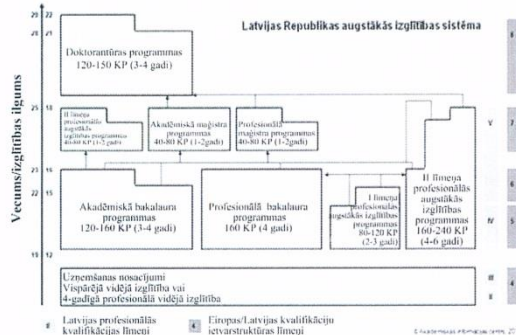 Latvijas Republikas augstākās izglītības sistēma
Vecums/izglītības ilgums
29 22
28 21
Doktorantūras programmas
120-150 KP (3-4 gadi)
8
25 18
II līmeņa
profesionālās
augstākās
izglītības programmas
40-80 KP (1-2 gadi)
Akadēmiskā maģistra
programmas
40-80 KP (1-2gadi)
Profesionālā
maģistra programmas
40-80 KP (1-2gadi)
V
7
23 16
22 15
Akadēmiskā bakalaura
programmas
120-160 KP (3-4 gadi)
Profesionālā bakalaura
programmas
160 KP (4 gadi)
I līmeņa
profesionālās
augstākās izglītības
programmas
80-120 KP
(2-3 gadi)
II līmeņa
profesionālās
augstākās
izglītības
programmas
160-240 KP
(4-6 gadi)
6
IV
5
19 12
Uzņemšanas nosacījumi
Vispārējā vidējā izglītība vai
4-gadīgā profesionālā vidējā izglītība
III
II
4
Latvijas profesionālās
kvalifikācijas līmeņi
4
Eiropas/Latvijas kvalifikāciju
ietvarstruktūras līmeņi
© Akadēmiskās informācijas centrs